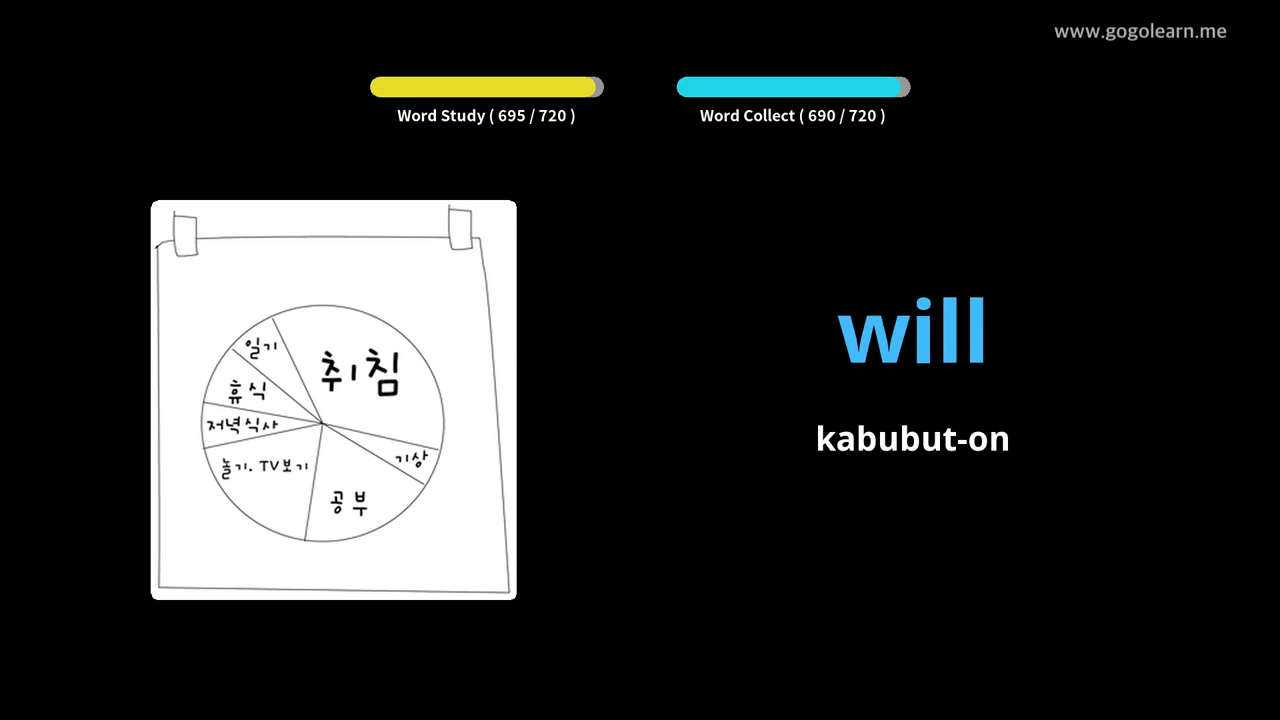 www.gogolearn.me
Word Study ( 695 / 720 )
Word Collect ( 690 / 720 )
일기
취침
휴식
저녁식사
기상
놀기. TV보기
공부
will
kabubut-on